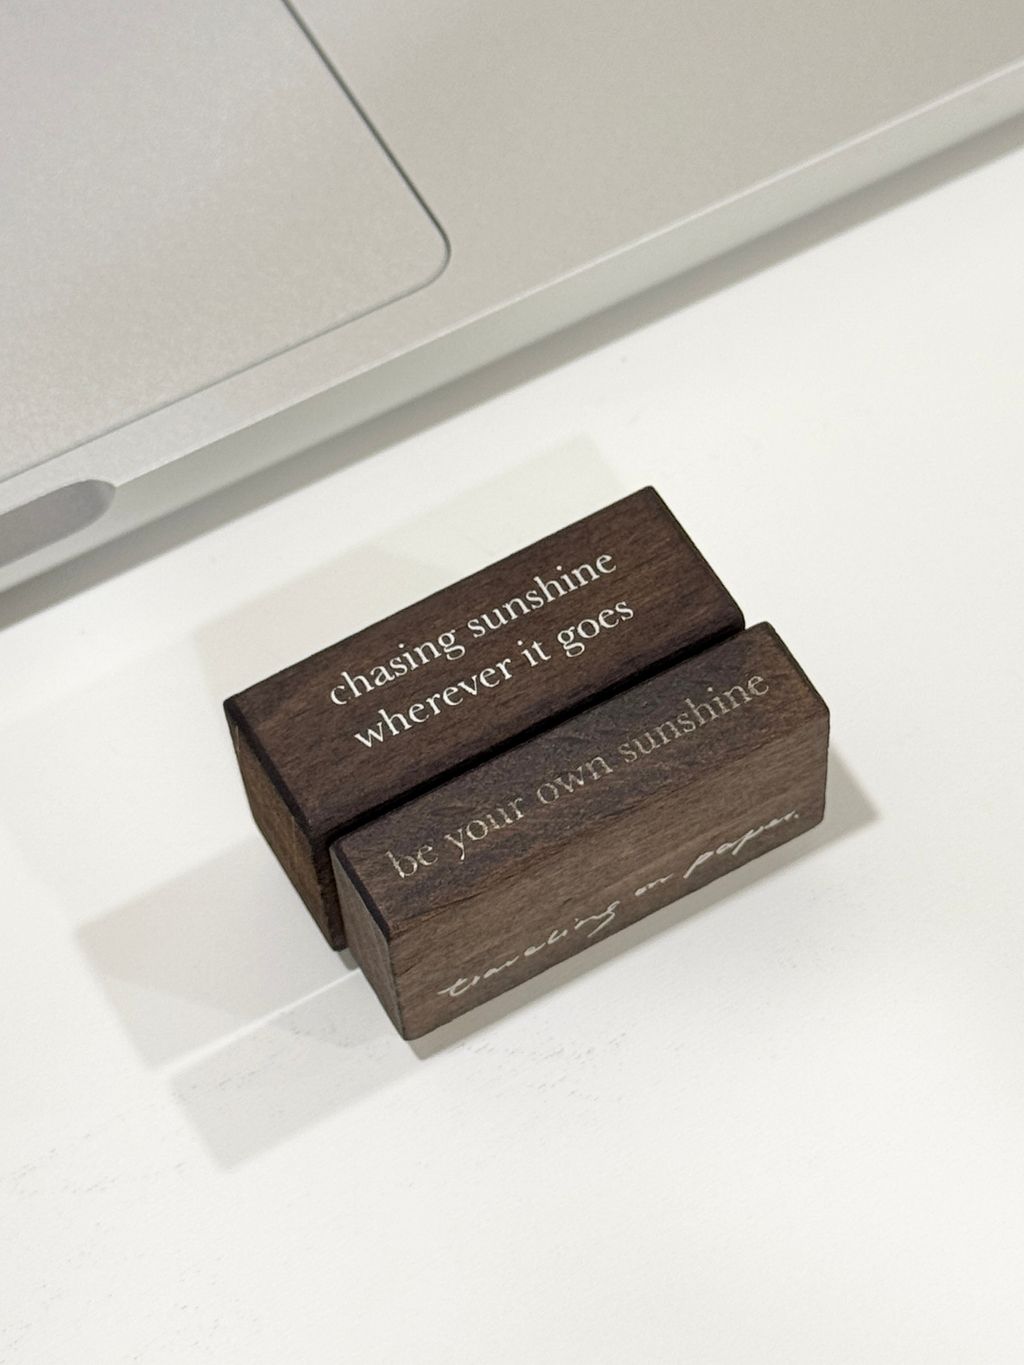 chasing sunshine
wherever it goes
be your own sunshine
traveling on paper.